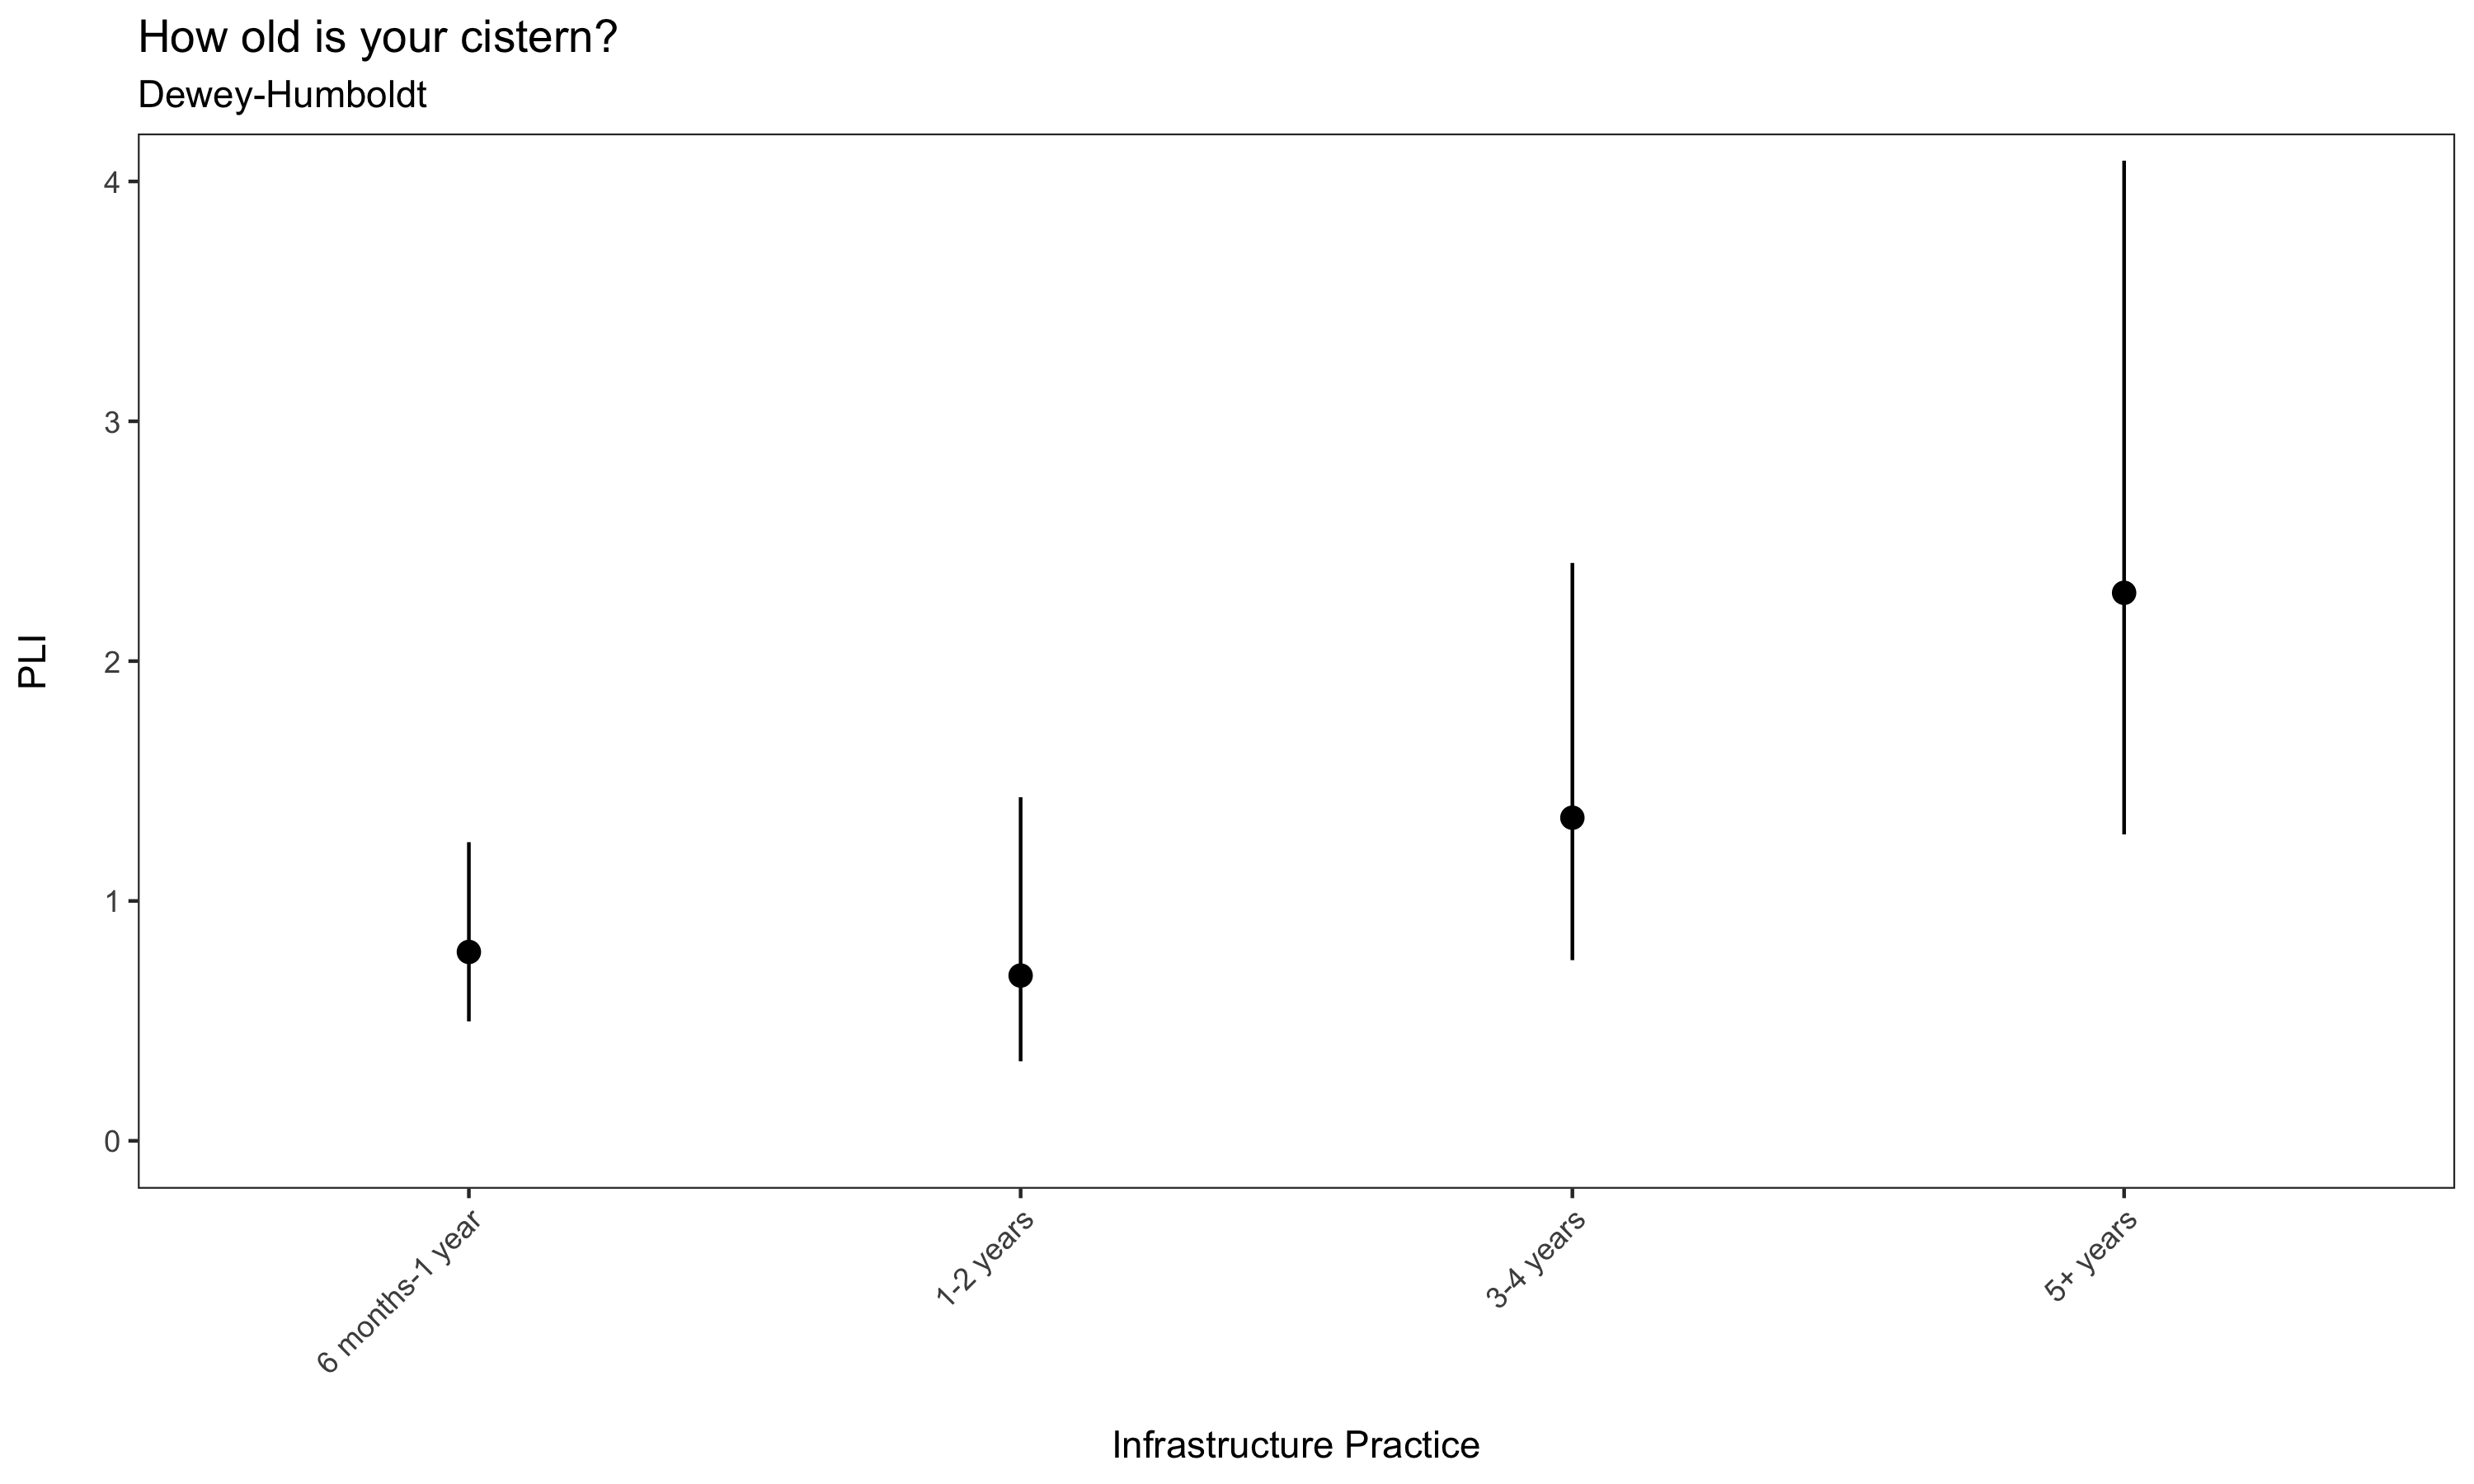 How old is your cistern?
Dewey-Humboldt
PLI
4
3
2
1
0
6 months-1 year
1-2 years
3-4 years
5+ years
Infrastructure Practice